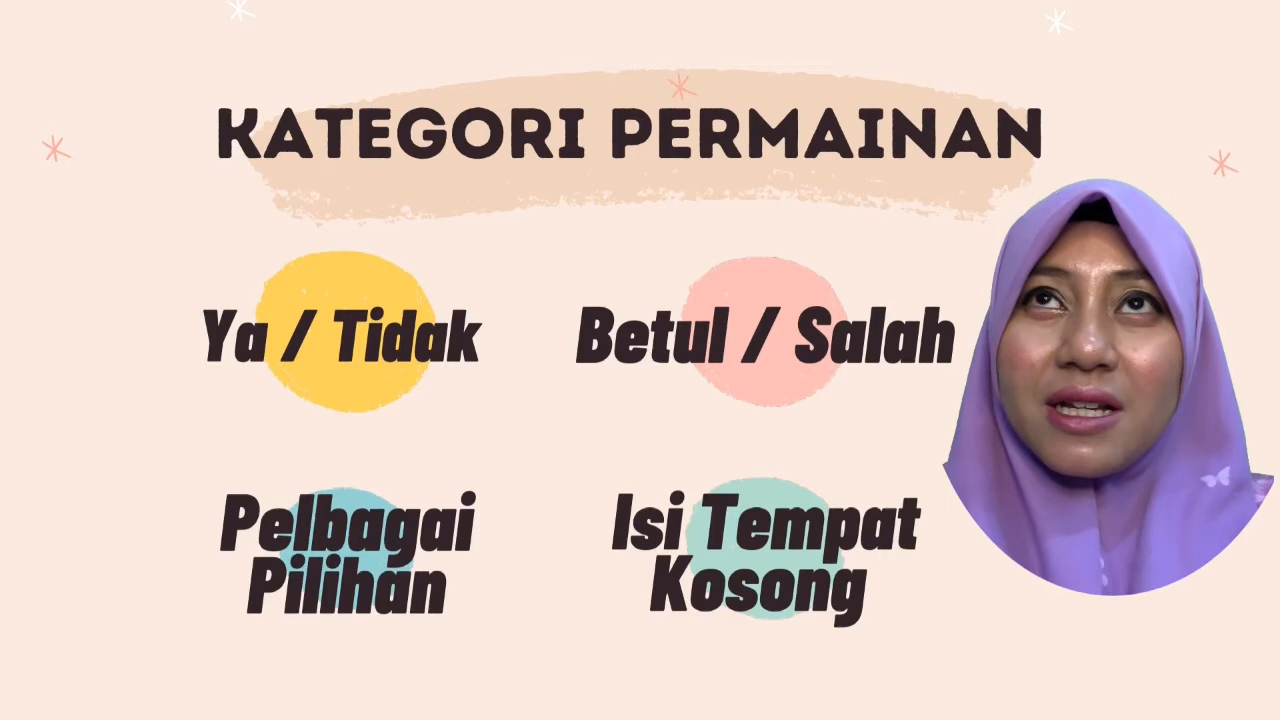 KATEGORI PERMAINAN
Ya / Tidak
Betul / Salah
Pelbagai
Pilihan
Isi Tempat
Kosong